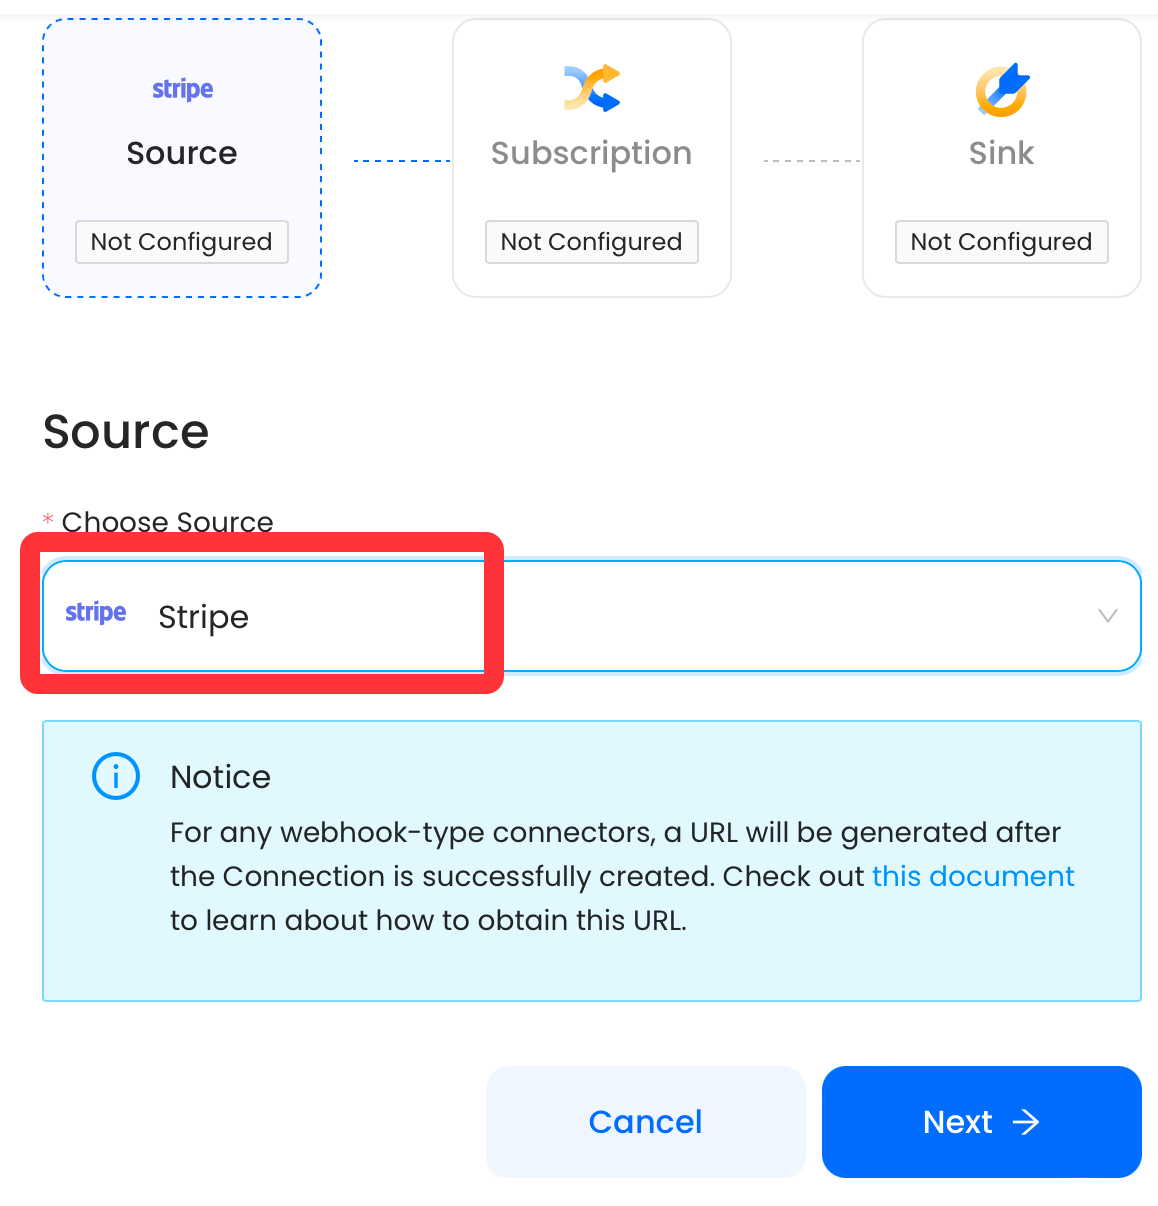 stripe
Source
Not Configured
Subscription
Not Configured
Sink
Not Configured
Source
* Choose Source
stripe Stripe
Notice
For any webhook-type connectors, a URL will be generated after
the Connection is successfully created. Check out this document
to learn about how to obtain this URL.
Cancel
Next →